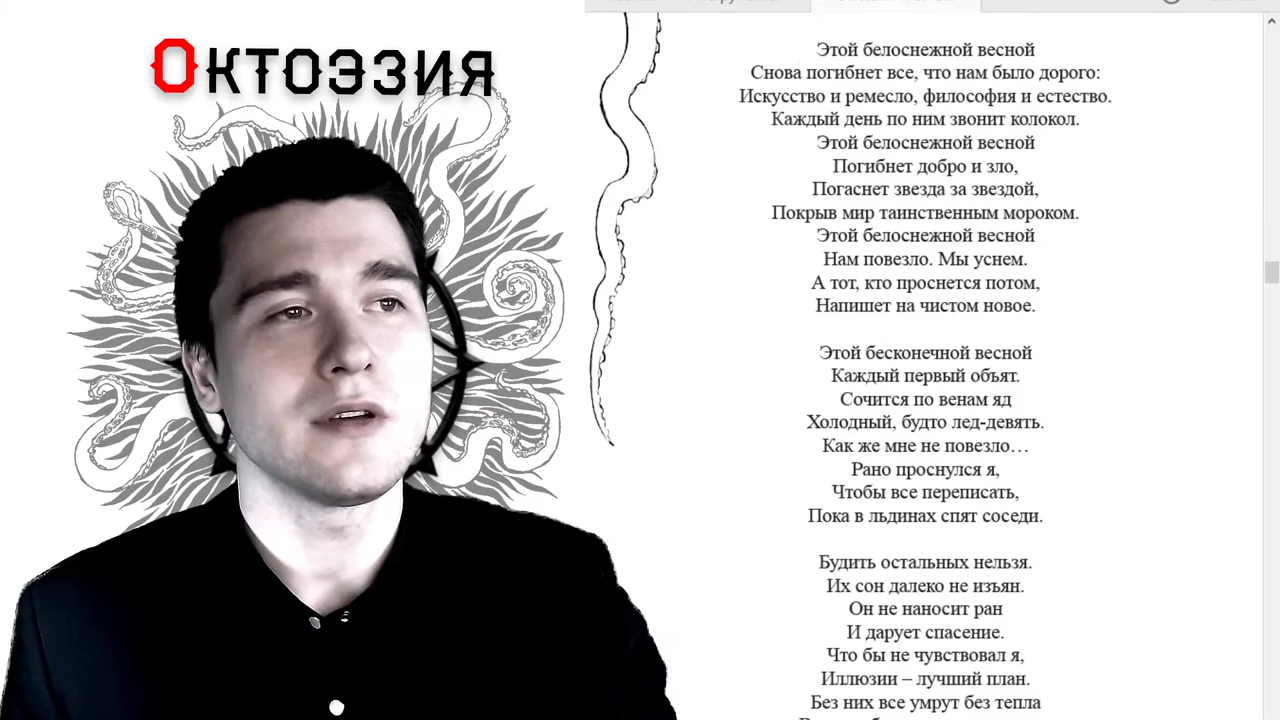 Октоэзия
Этой белоснежной весной
Снова погибнет все, что нам было дорого:
Искусство и ремесло, философия и естество.
Каждый день по ним звонит колокол.
Этой белоснежной весной
Погибнет добро и зло,
Погаснет звезда за звездой,
Покрыв мир таинственным мороком.
Этой белоснежной весной
Нам повезло. Мы уснем.
А тот, кто проснется потом,
Напишет на чистом новое.
Этой бесконечной весной
Каждый первый объят.
Сочится по венам яд
Холодный, будто лед-девять.
Как же мне не повезло…
Рано проснулся я,
Чтобы все переписать,
Пока в льдинах спят соседи.
Будить остальных нельзя.
Их сон далеко не изъян.
Он не наносит ран
И дарует спасение.
Что бы не чувствовал я,
Иллюзии – лучший план.
Без них все умрут без тепла